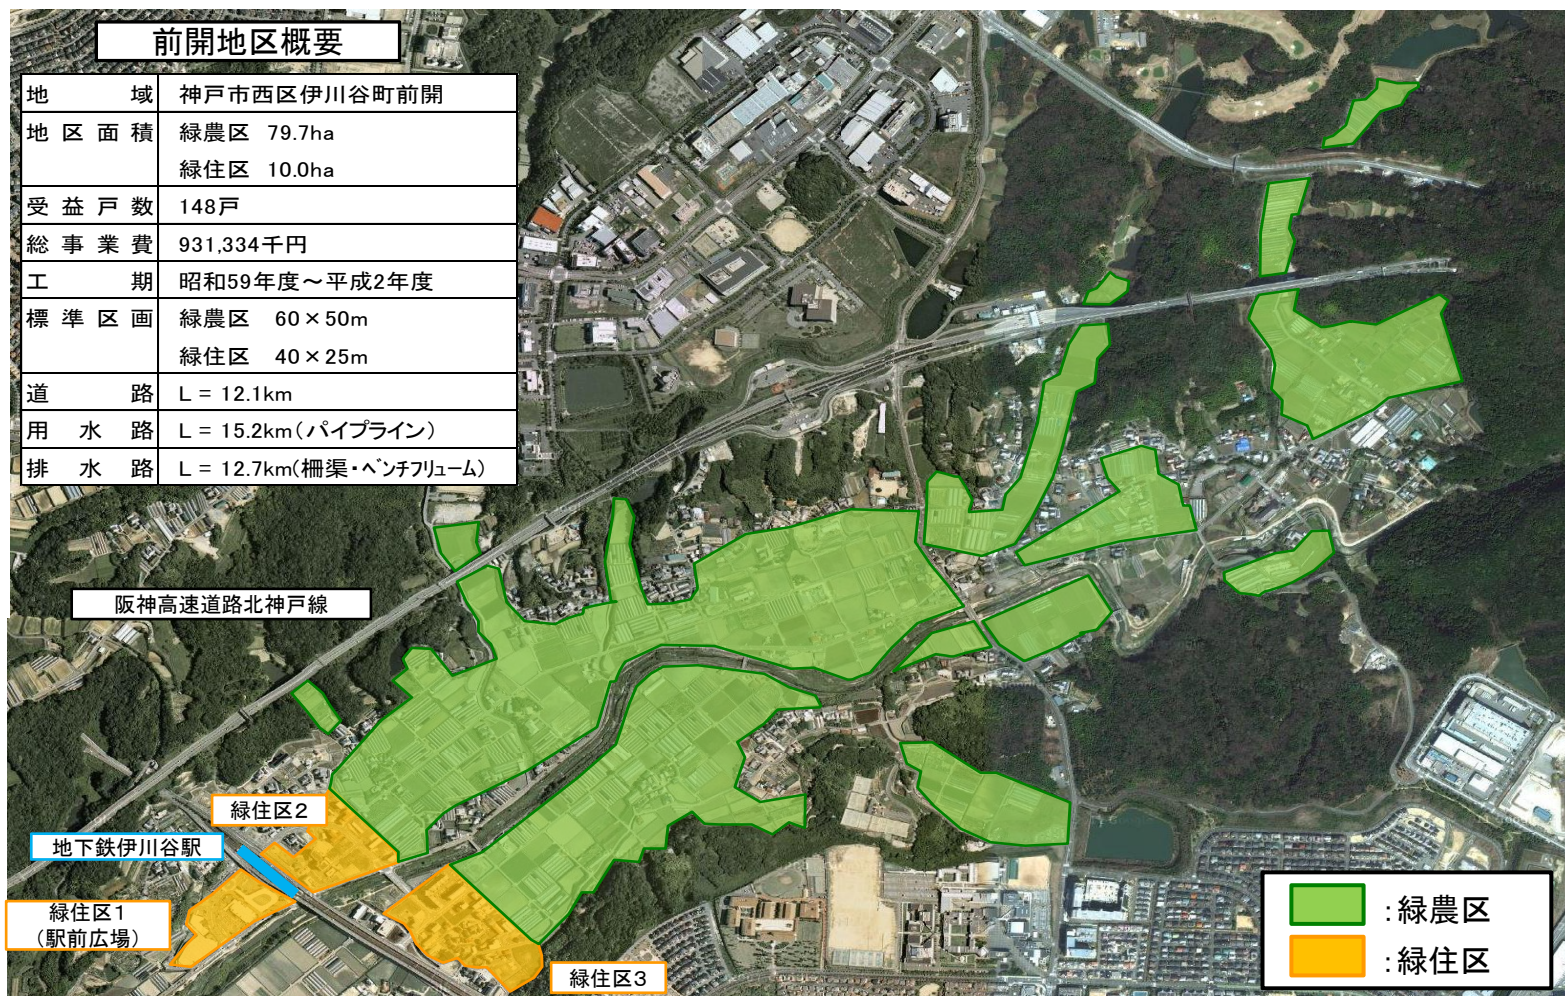 前開地区概要
地域 神戸市西区伊川谷町前開
地区面積 緑農区 79.7ha
緑住区 10.0ha
受益戸数 148戸
総事業費 931,334千円
工期 昭和59年度～平成2年度
標準区画 緑農区 60×50m
緑住区 40×25m
道路 L = 12.1km
用水路 L = 15.2km(パイプライン)
排水路 L = 12.7km(柵渠・ベンチフリューム)
阪神高速道路北神戸線
緑住区2
地下鉄伊川谷駅
緑住区1
(駅前広場)
緑住区3
:緑農区
:緑住区